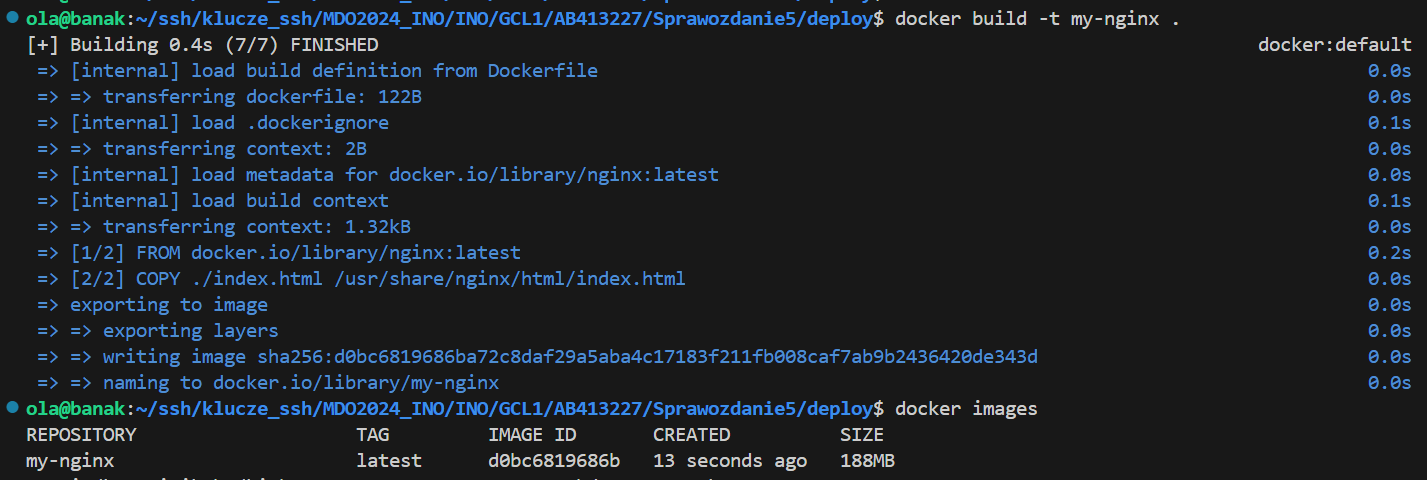 ola@banak:~/ssh/klucze_ssh/MDO2024_INO/INO/GCL1/AB413227/Sprawozdanie5/deploy$ docker build -t my-nginx .
[+] Building 0.4s (7/7) FINISHED docker:default
=> [internal] load build definition from Dockerfile 0.0s
=> => transferring dockerfile: 122B 0.0s
=> [internal] load .dockerignore 0.1s
=> => transferring context: 2B 0.0s
=> [internal] load metadata for docker.io/library/nginx:latest 0.0s
=> [internal] load build context 0.1s
=> => transferring context: 1.32kB 0.0s
=> [1/2] FROM docker.io/library/nginx:latest 0.2s
=> [2/2] COPY ./index.html /usr/share/nginx/html/index.html 0.0s
=> exporting to image 0.0s
=> => exporting layers 0.0s
=> => writing image sha256:d0bc6819686ba72c8daf29a5aba4c17183f211fb008caf7ab9b2436420de343d 0.0s
=> => naming to docker.io/library/my-nginx 0.0s
ola@banak:~/ssh/klucze_ssh/MDO2024_INO/INO/GCL1/AB413227/Sprawozdanie5/deploy$ docker images
REPOSITORY TAG IMAGE ID CREATED SIZE
my-nginx latest d0bc6819686b 13 seconds ago 188MB